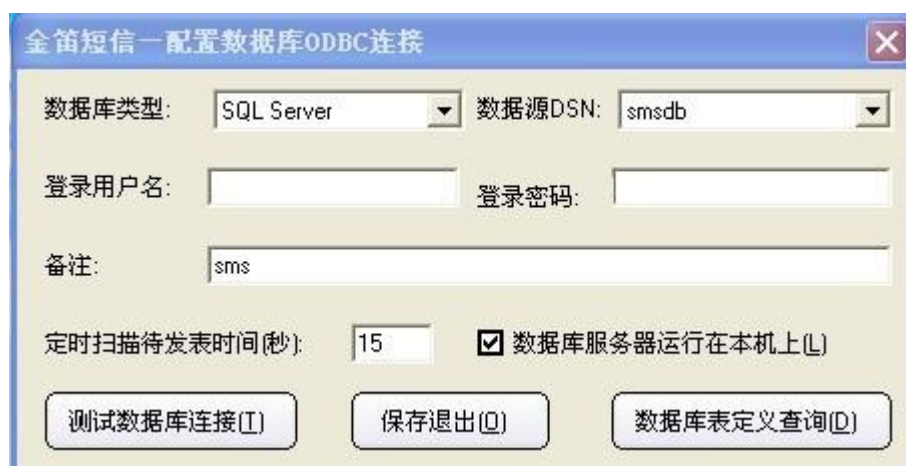 金笛短信一配置数据库ODBC连接
数据库类型: SQL Server 数据源DSN: smsdb
登录用户名: 登录密码:
备注: sms
定时扫描待发表时间(秒): 15 数据库服务器运行在本机上(L)
测试数据库连接(T) 保存退出(O) 数据库表定义查询(D)